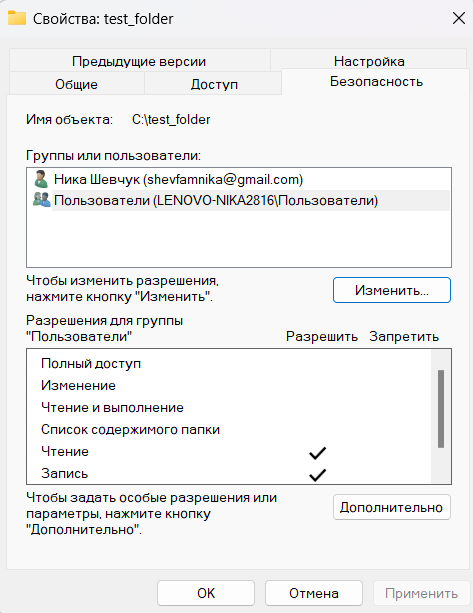 Свойства: test_folder
Предыдущие версии
Настройка
Общие
Доступ
Безопасность
Имя объекта: C:\test_folder
Группы или пользователи:
Ника Шевчук (shevfamnika@gmail.com)
Пользователи (LENOVO-NIKA2816\Пользователи)
Чтобы изменить разрешения,
нажмите кнопку "Изменить".
Изменить...
Разрешения для группы
"Пользователи"
Разрешить
Запретить
Полный доступ
Изменение
Чтение и выполнение
Список содержимого папки
Чтение
Запись
Чтобы задать особые разрешения или
параметры, нажмите кнопку
"Дополнительно".
Дополнительно
ОК
Отмена
Применить